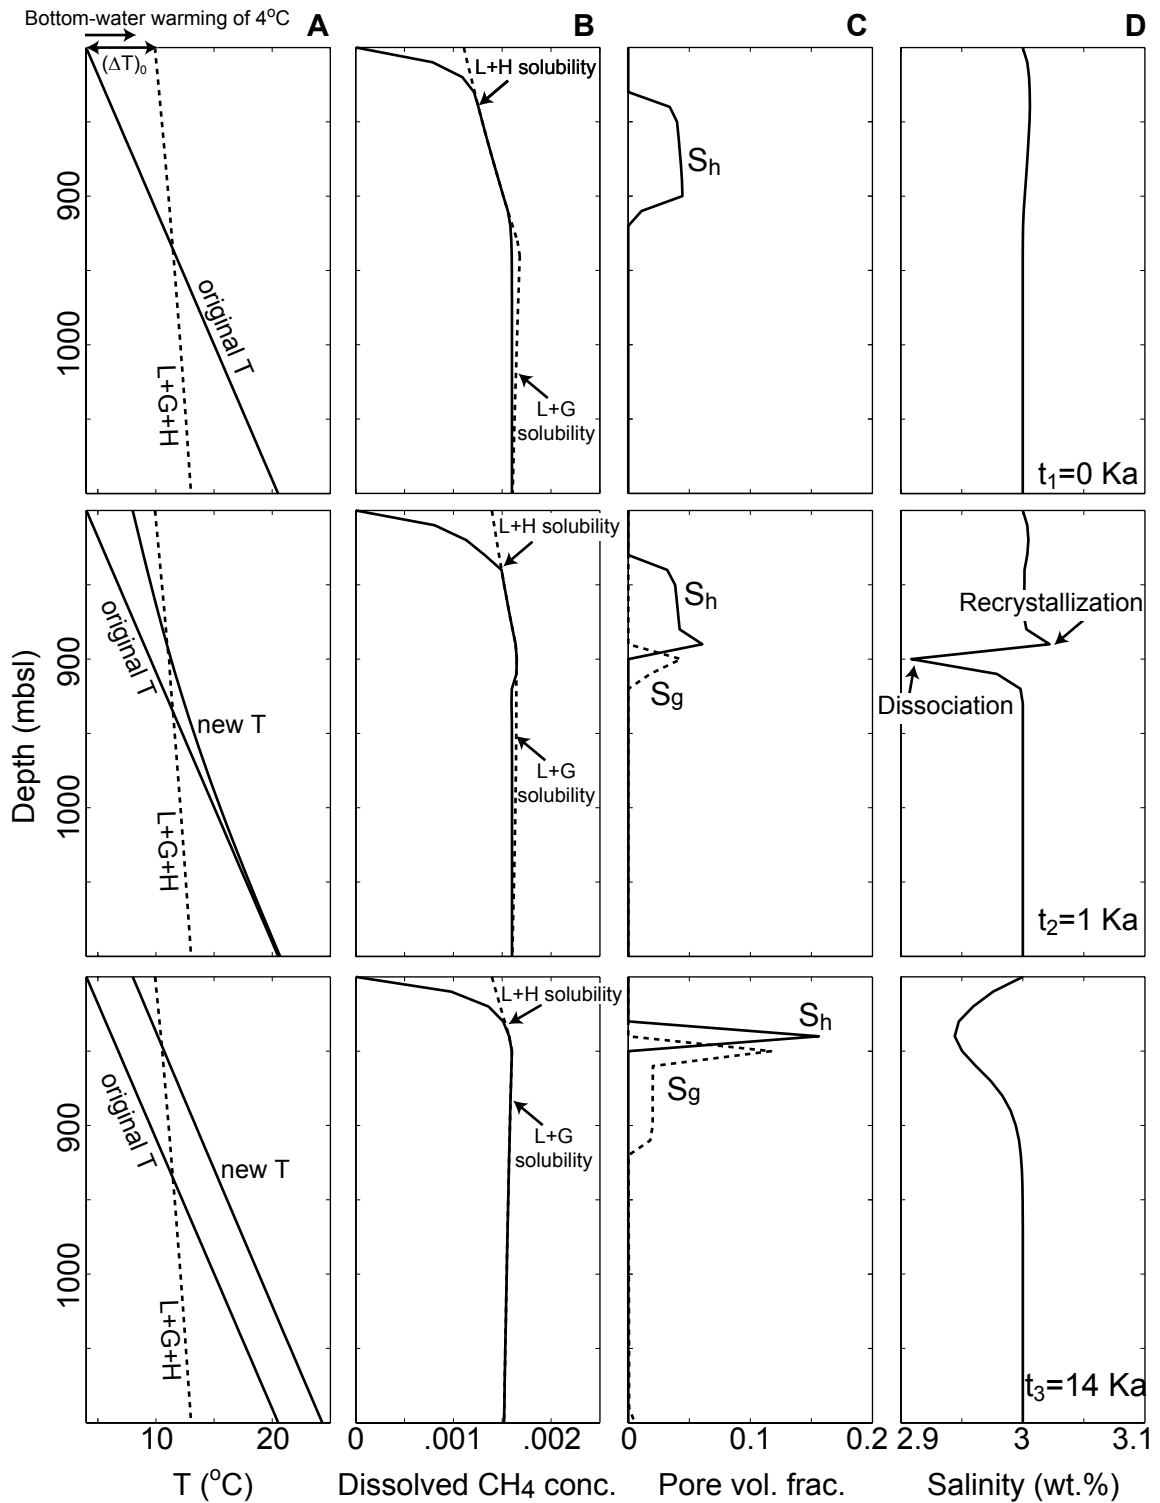 Bottom-water warming of 4°C
A
B
C
D
(ΔT)₀
L+H solubility
original T
L+G+H
L+G
solubility
Sh
900
1000
t₁=0 Ka
L+H solubility
original T
new T
L+G+H
L+G
solubility
Sh
Sg
Recrystallization
Dissociation
900
1000
Depth (mbsl)
t₂=1 Ka
L+H solubility
original T
new T
L+G+H
L+G
solubility
Sh
Sg
900
1000
t₃=14 Ka
10 20
0 .001 .002
0 0.1 0.2
2.9 3 3.1
T (°C)
Dissolved CH4 conc.
Pore vol. frac.
Salinity (wt.%)